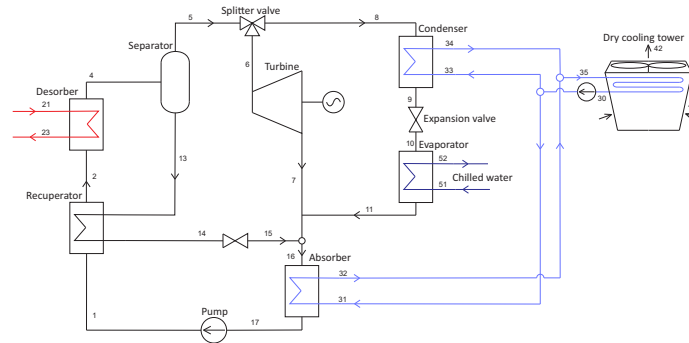 Splitter valve
5
8
Condenser
34
33
Dry cooling tower
42
35
30
Separator
6
Turbine
4
Desorber
21
23
9
Expansion valve
10
Evaporator
52
51
Chilled water
13
2
7
Recuperator
11
14
15
16
Absorber
32
31
Pump
1
17